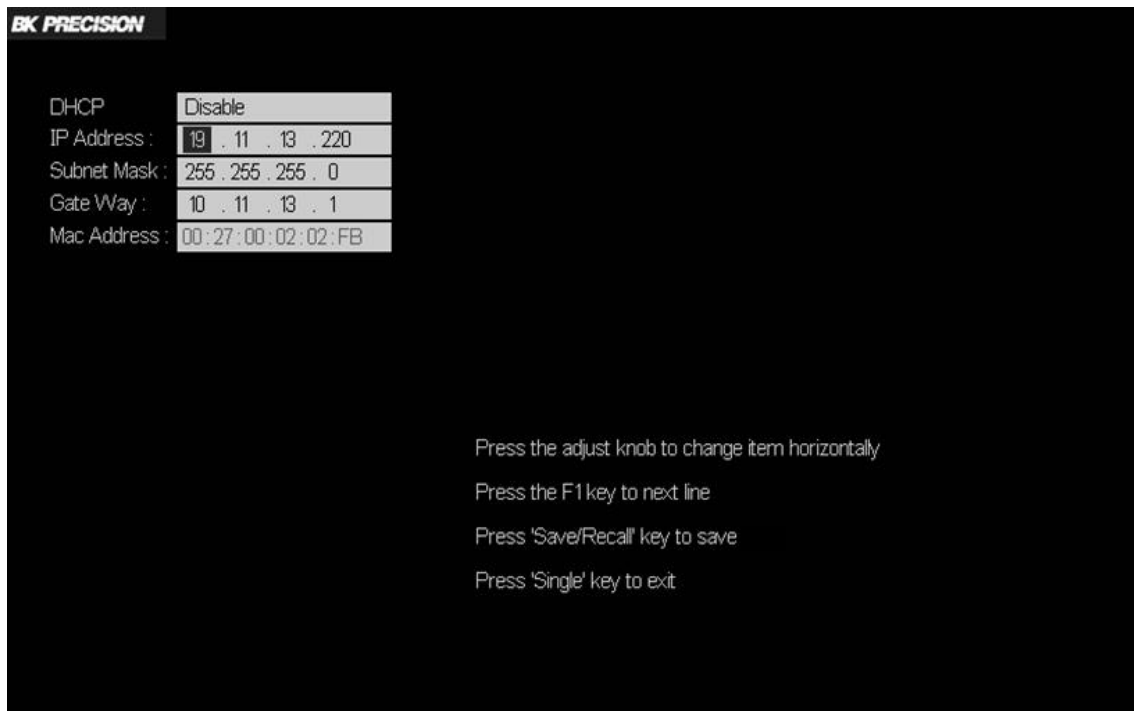 BK PRECISION
DHCP Disable
IP Address : 19 . 11 . 13 . 220
Subnet Mask : 255 . 255 . 255 . 0
Gate Way : 10 . 11 . 13 . 1
Mac Address : 00 : 27 : 00 : 02 : 02 : FB
Press the adjust knob to change item horizontally
Press the F1 key to next line
Press 'Save/Recall' key to save
Press 'Single' key to exit